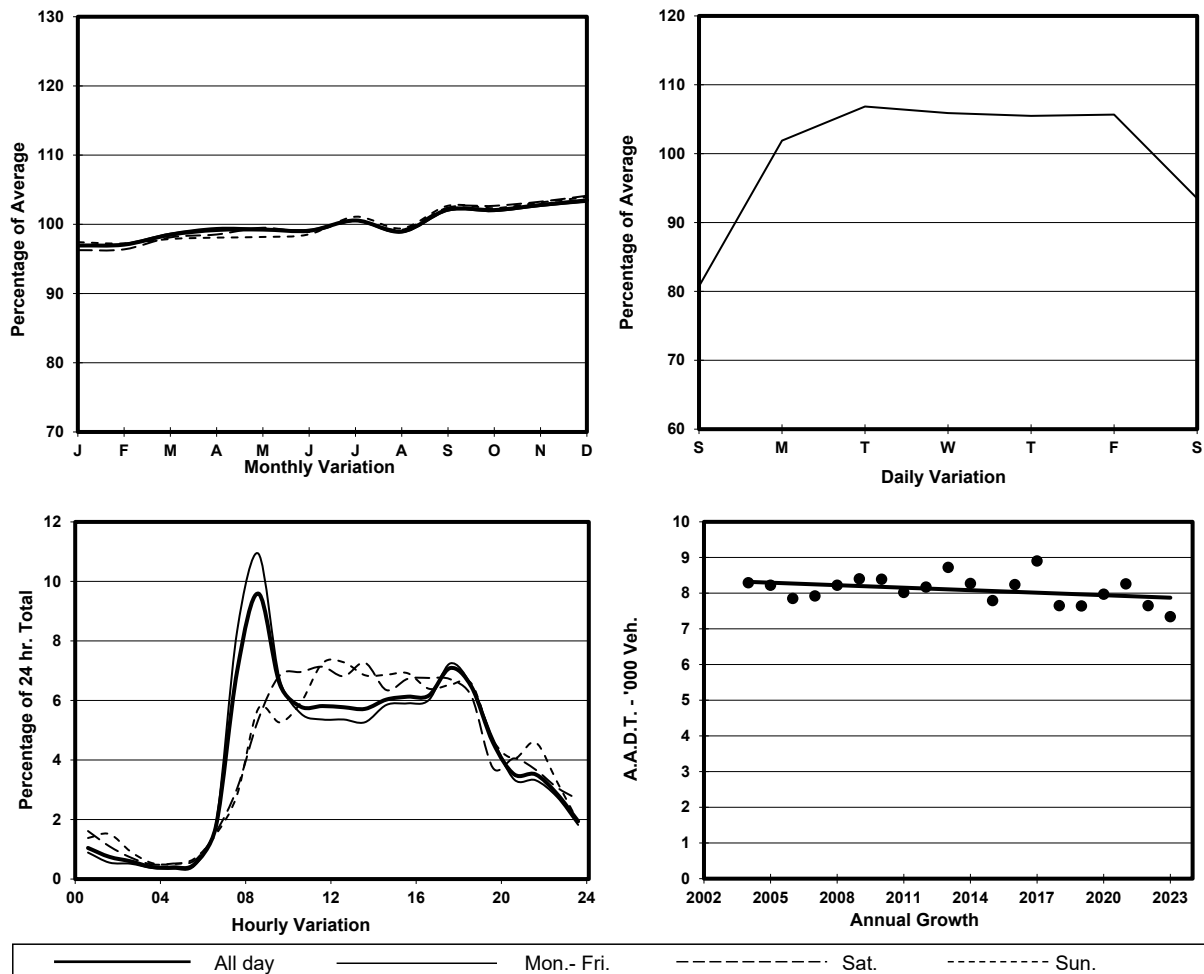 130
120
110
100
90
80
70
Percentage of Average
J F M A M J J A S O N D
Monthly Variation
120
110
100
90
80
70
60
Percentage of Average
S M T W T F S
Daily Variation
12
10
8
6
4
2
0
Percentage of 24 hr. Total
00 04 08 12 16 20 24
Hourly Variation
10
9
8
7
6
5
4
3
2
1
0
A.A.D.T. - '000 Veh.
2002 2005 2008 2011 2014 2017 2020 2023
Annual Growth
All day Mon.- Fri. Sat. Sun.